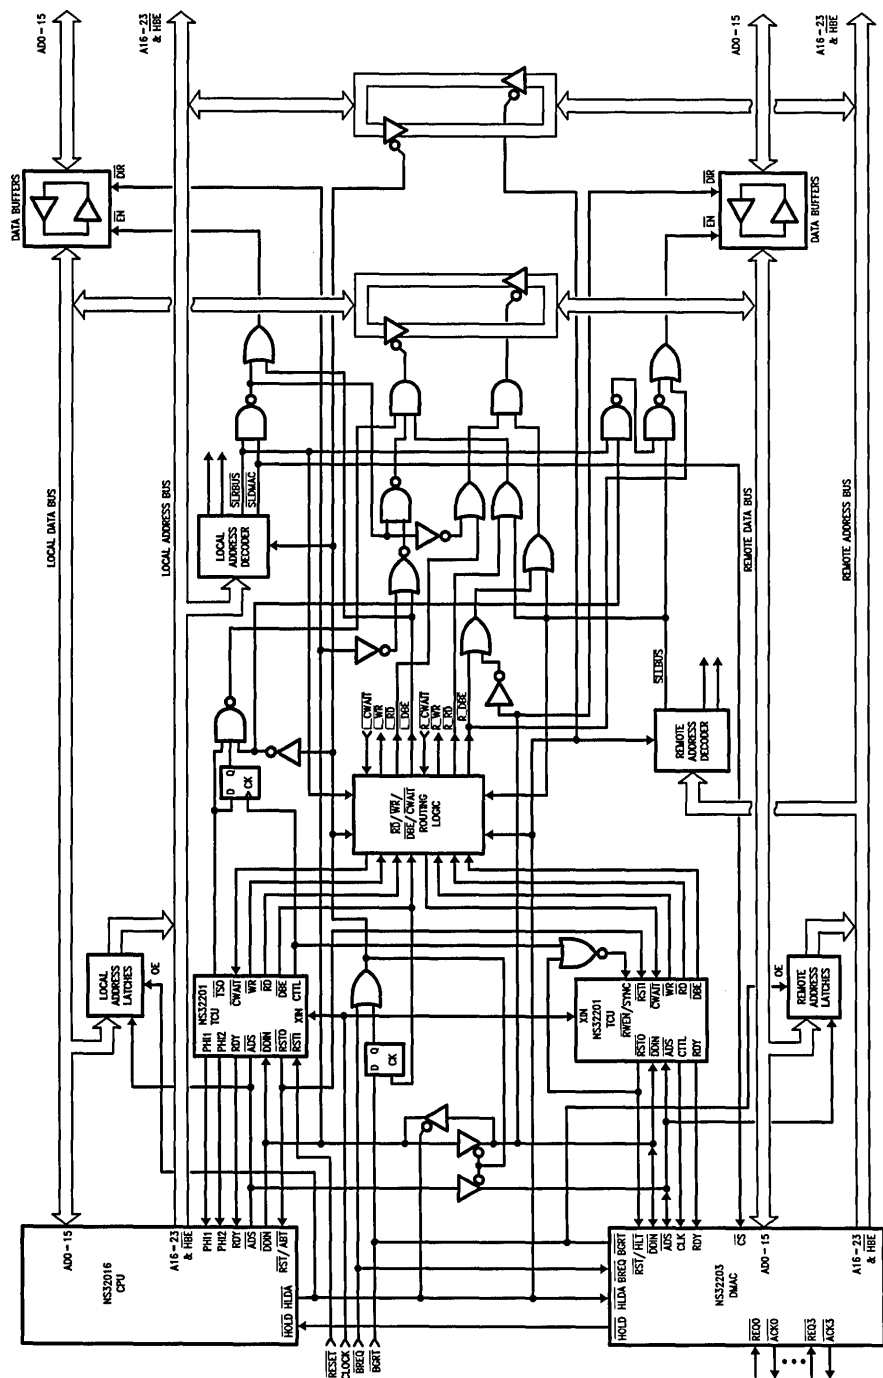 AD0-15
A16-23
& HBE
AD0-15
A16-23
& HBE
DATA BUFFERS
DIR
EN
DIR
EN
DATA BUFFERS
LOCAL DATA BUS
LOCAL ADDRESS BUS
REMOTE DATA BUS
REMOTE ADDRESS BUS
SLRBUS
SLDMAC
LOCAL
ADDRESS
DECODER
SLLBUS
REMOTE
ADDRESS
DECODER
D Q
CK
L_CWAIT
L_WR
L_RD
L_DBE
R_CWAIT
R_WR
R_RD
R_DBE
RD/WR/
DBE/CWAIT
ROUTING
LOGIC
LOCAL
ADDRESS
LATCHES
OE
OE
REMOTE
ADDRESS
LATCHES
NS32201
TCU
TSO
CWAIT
WR
RD
DBE
CTTL
PHI1
PHI2
RDY
ADS
DDIN
RSTO
RSTI
XIN
D Q
CK
XIN
NS32201
TCU
RWEN/SYNC
RSTI
CWAIT
WR
RD
DBE
RSTO
DDIN
ADS
CTTL
RDY
NS32016
CPU
AD0-15
A16-23
& HBE
PHI1
PHI2
RDY
ADS
DDIN
RST/ABT
HOLD HLDA
RESET
CLOCK
BREQ
BGRT
NS32203
DMAC
HOLD HLDA BREQ BGRT
RST/HLT
DDIN
ADS
CLK
RDY
CS
AD0-15
A16-23
& HBE
REQ0
ACK0
REQ3
ACK3